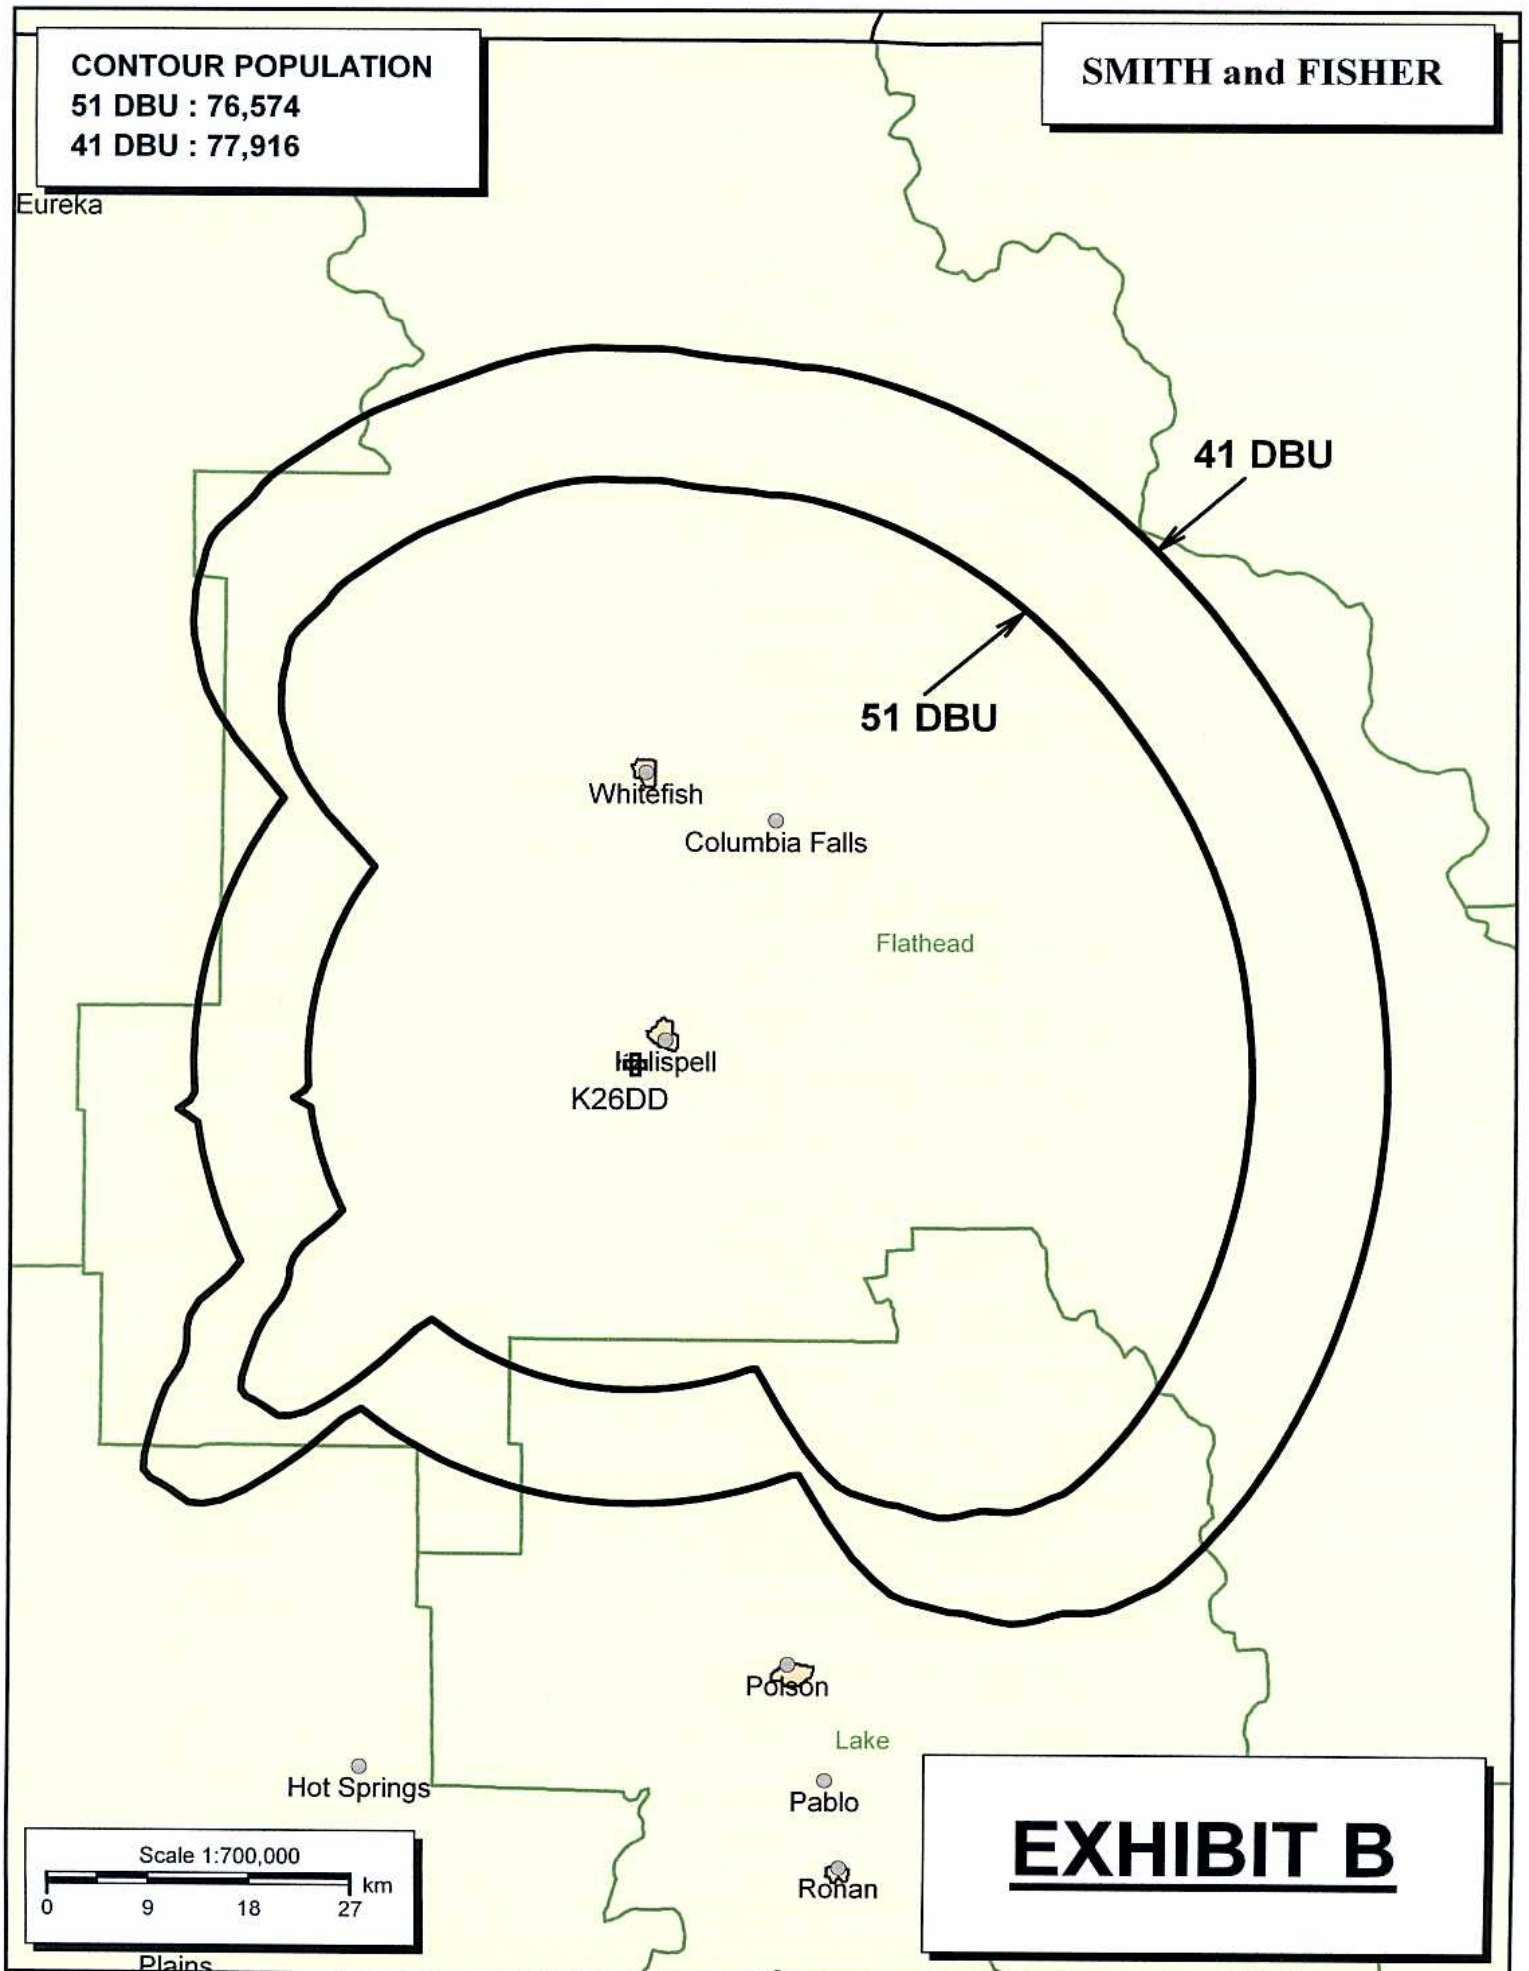 CONTOUR POPULATION
51 DBU : 76,574
41 DBU : 77,916
SMITH and FISHER
Eureka
41 DBU
51 DBU
Whitefish
Columbia Falls
Flathead
Kalispell
K26DD
Polson
Lake
Hot Springs
Pablo
Ronan
EXHIBIT B
Scale 1:700,000
km
0 9 18 27
Plains